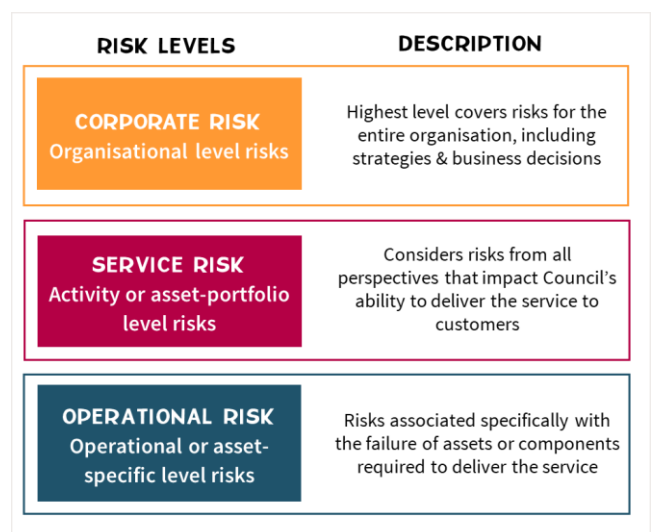 RISK LEVELS
DESCRIPTION
CORPORATE RISK
Organisational level risks
Highest level covers risks for the
entire organisation, including
strategies & business decisions
SERVICE RISK
Activity or asset-portfolio
level risks
Considers risks from all
perspectives that impact Council’s
ability to deliver the service to
customers
OPERATIONAL RISK
Operational or asset-
specific level risks
Risks associated specifically with
the failure of assets or components
required to deliver the service